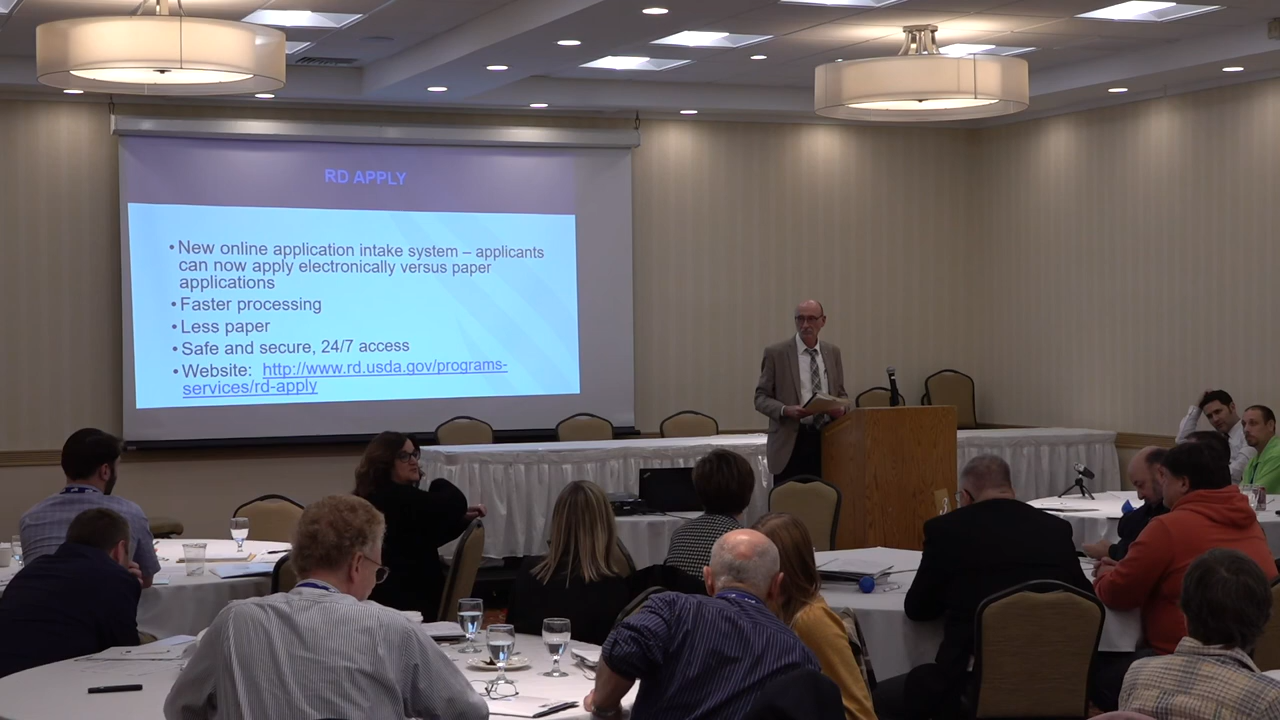 RD APPLY
• New online application intake system – applicants
can now apply electronically versus paper
applications
• Faster processing
• Less paper
• Safe and secure, 24/7 access
• Website: http://www.rd.usda.gov/programs-
services/rd-apply